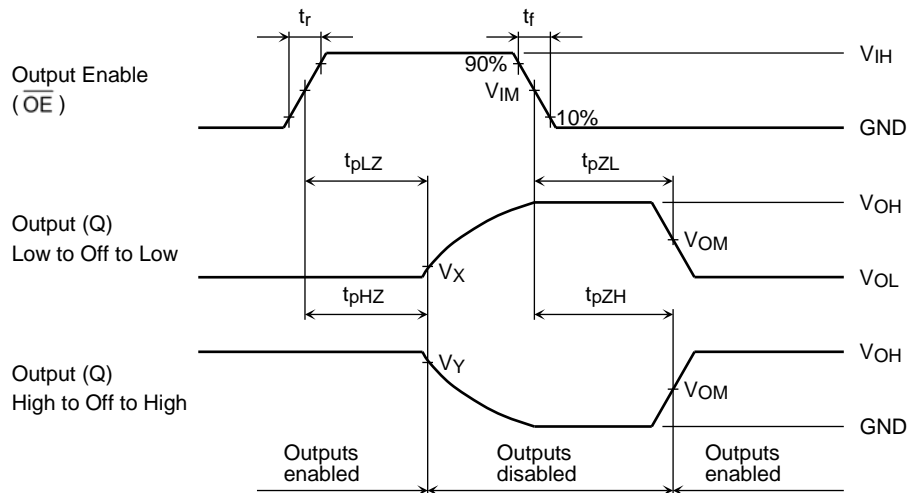 tr
tf
VIH
90%
Output Enable
VIM
(OE)
10%
GND
tpLZ
tpZL
VOH
Output (Q)
VOM
Low to Off to Low
VX
VOL
tpHZ
tpZH
VOH
VY
Output (Q)
VOM
High to Off to High
GND
Outputs enabled
Outputs disabled
Outputs enabled